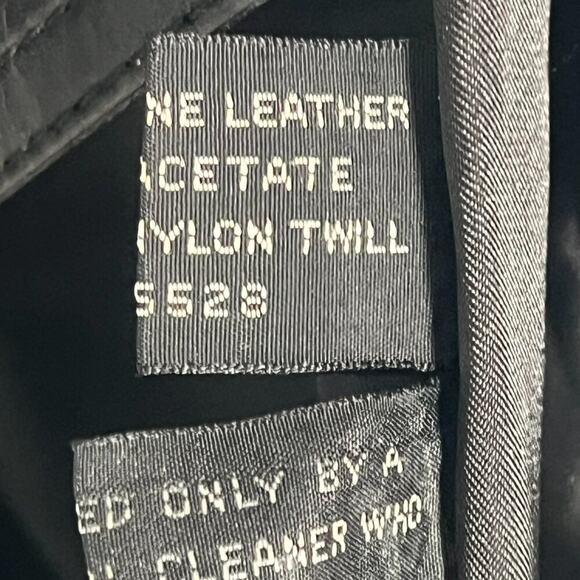 NE LEATHER
ACETATE
NYLON TWILL
5528
ED ONLY BY A
CLEANER WHO